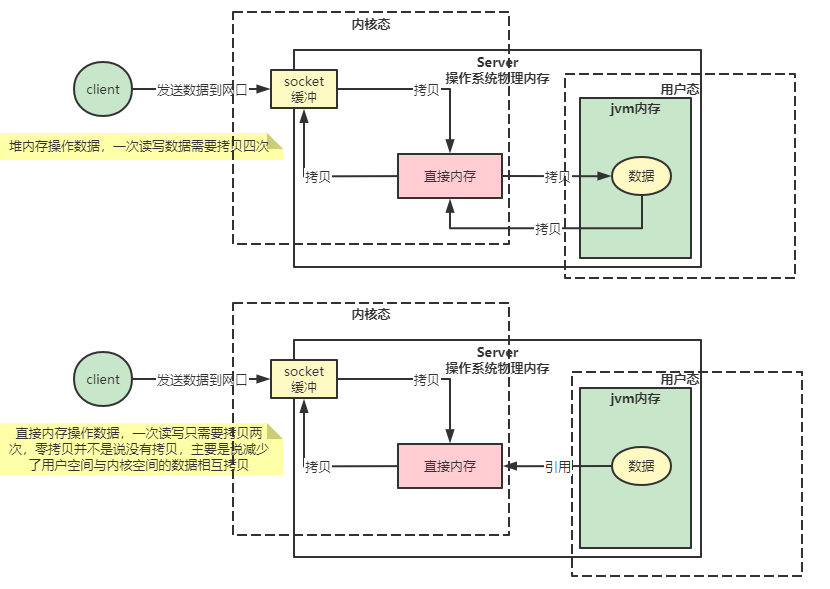 内核态
Server
操作系统物理内存
client
发送数据到网口
socket
缓冲
拷贝
用户态
jvm内存
堆内存操作数据，一次读写数据需要拷贝四次
拷贝
直接内存
拷贝
数据
拷贝
内核态
Server
操作系统物理内存
client
发送数据到网口
socket
缓冲
拷贝
用户态
jvm内存
直接内存操作数据，一次读写只需要拷贝两
次，零拷贝并不是说没有拷贝，主要是说减少
了用户空间与内核空间的数据相互拷贝
拷贝
直接内存
引用
数据